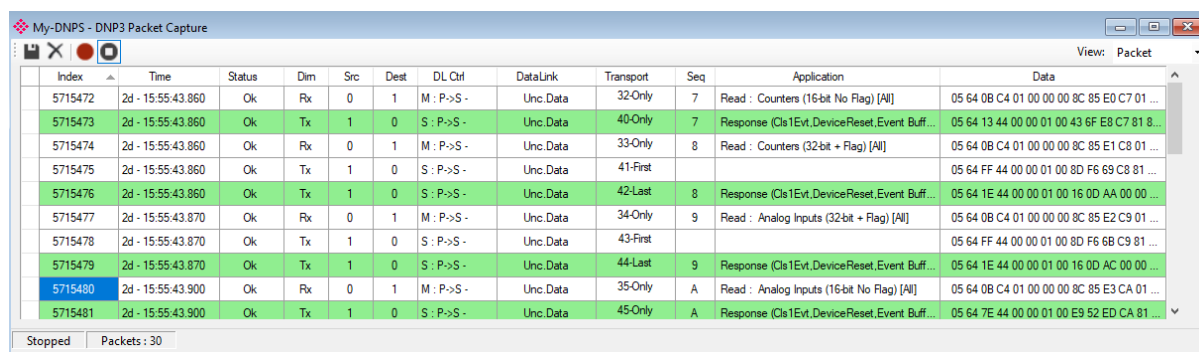 My-DNPS - DNP3 Packet Capture
View: Packet
Index Time Status Dirn Src Dest DL Ctrl DataLink Transport Seq Application Data
5715472 2d - 15:55:43.860 Ok Rx 0 1 M : P->S - Unc.Data 32-Only 7 Read : Counters (16-bit No Flag) [All] 05 64 0B C4 01 00 00 00 8C 85 E0 C7 01 ...
5715473 2d - 15:55:43.860 Ok Tx 1 0 S : P->S - Unc.Data 40-Only 7 Response (Cls1Evt,DeviceReset,Event Buff... 05 64 13 44 00 00 01 00 43 6F E8 C7 81 8...
5715474 2d - 15:55:43.860 Ok Rx 0 1 M : P->S - Unc.Data 33-Only 8 Read : Counters (32-bit + Flag) [All] 05 64 0B C4 01 00 00 00 8C 85 E1 C8 01 ...
5715475 2d - 15:55:43.860 Ok Tx 1 0 S : P->S - Unc.Data 41-First 05 64 FF 44 00 00 01 00 8D F6 69 C8 81 ...
5715476 2d - 15:55:43.860 Ok Tx 1 0 S : P->S - Unc.Data 42-Last 8 Response (Cls1Evt,DeviceReset,Event Buff... 05 64 1E 44 00 00 01 00 16 0D AA 00 00 ...
5715477 2d - 15:55:43.870 Ok Rx 0 1 M : P->S - Unc.Data 34-Only 9 Read : Analog Inputs (32-bit + Flag) [All] 05 64 0B C4 01 00 00 00 8C 85 E2 C9 01 ...
5715478 2d - 15:55:43.870 Ok Tx 1 0 S : P->S - Unc.Data 43-First 05 64 FF 44 00 00 01 00 8D F6 6B C9 81 ...
5715479 2d - 15:55:43.870 Ok Tx 1 0 S : P->S - Unc.Data 44-Last 9 Response (Cls1Evt,DeviceReset,Event Buff... 05 64 1E 44 00 00 01 00 16 0D AC 00 00 ...
5715480 2d - 15:55:43.900 Ok Rx 0 1 M : P->S - Unc.Data 35-Only A Read : Analog Inputs (16-bit No Flag) [All] 05 64 0B C4 01 00 00 00 8C 85 E3 CA 01 ...
5715481 2d - 15:55:43.900 Ok Tx 1 0 S : P->S - Unc.Data 45-Only A Response (Cls1Evt,DeviceReset,Event Buff... 05 64 7E 44 00 00 01 00 E9 52 ED CA 81 ...
Stopped Packets : 30